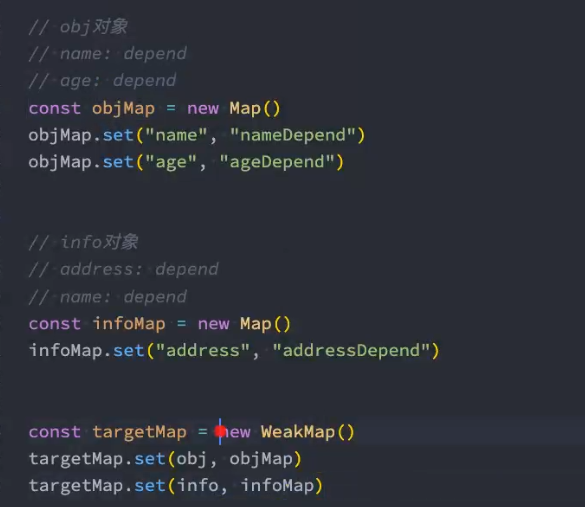 // obj对象
// name: depend
// age: depend
const objMap = new Map()
objMap.set("name", "nameDepend")
objMap.set("age", "ageDepend")
// info对象
// address: depend
// name: depend
const infoMap = new Map()
infoMap.set("address", "addressDepend")
const targetMap = new WeakMap()
targetMap.set(obj, objMap)
targetMap.set(info, infoMap)